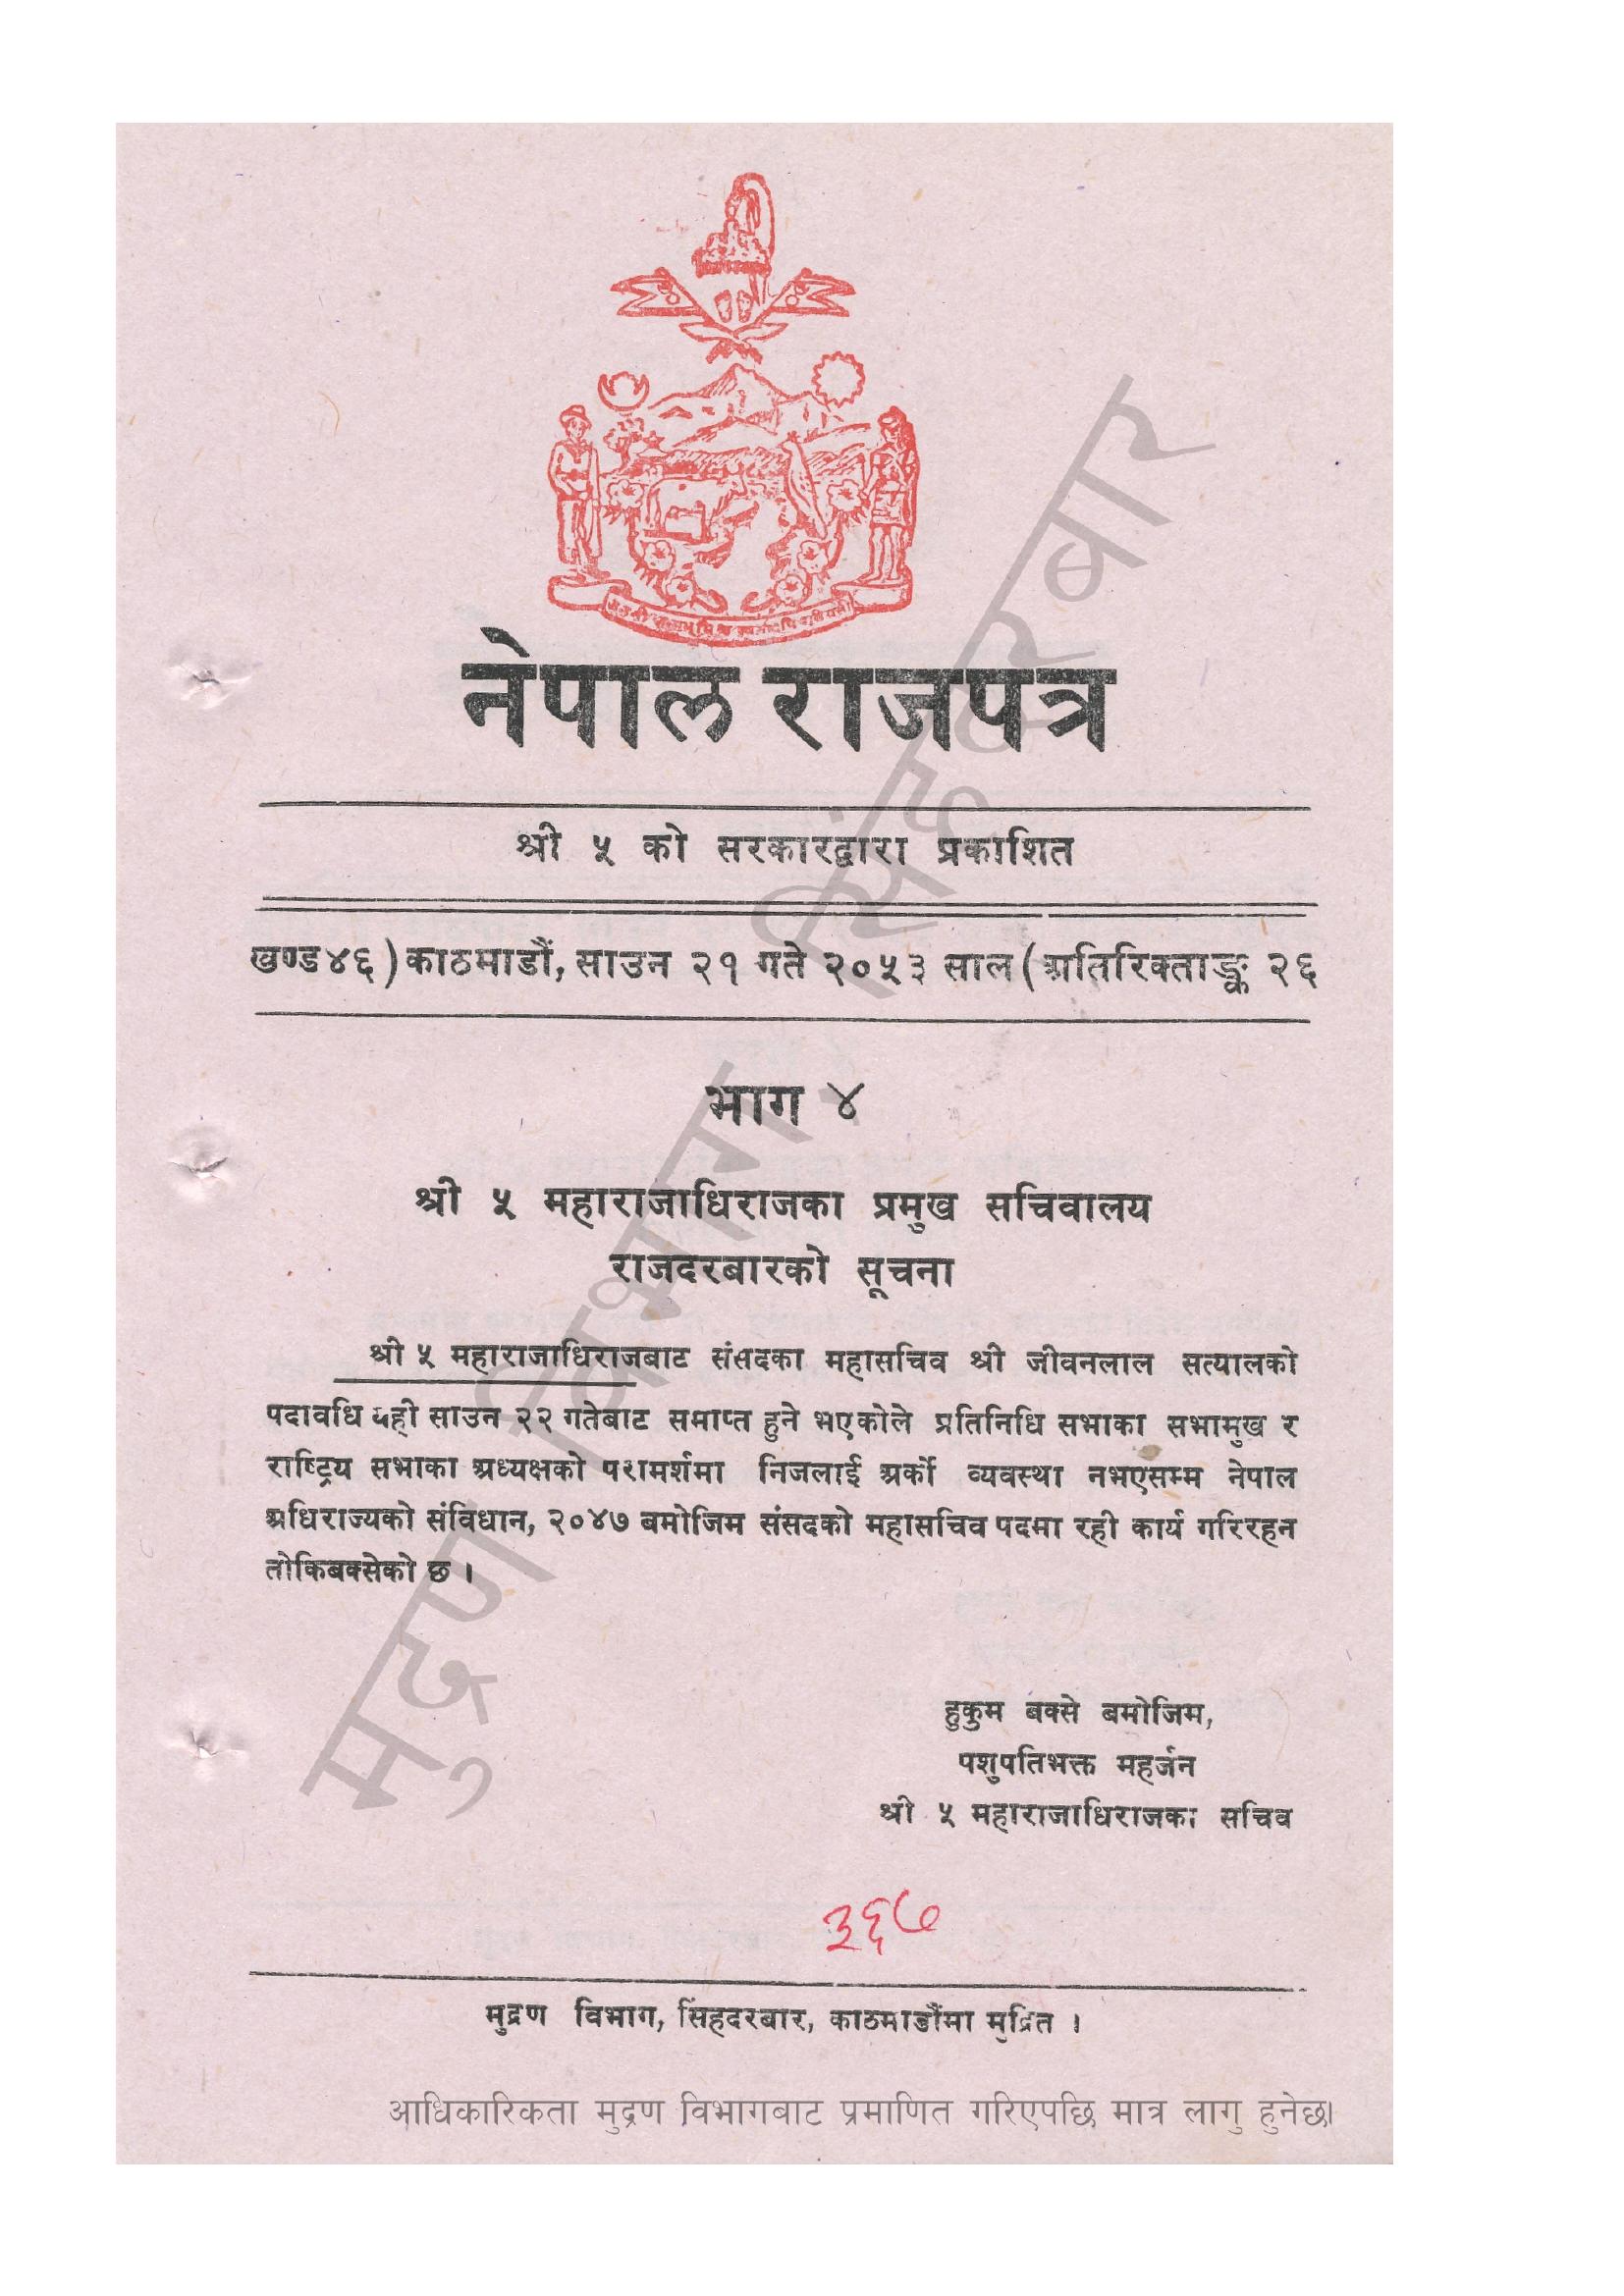 नेपाल राजपत्र
श्री ५ को सरकारद्वारा प्रकाशित
खण्ड ४६) काठमाडौं, साउन २१ गते २०५३ साल (अतिरिक्ताङ्क २६
भाग ४
श्री ५ महाराजाधिराजका प्रमुख सचिवालय
राजदरबारको सूचना
श्री ५ महाराजाधिराजबाट संसदका महासचिव श्री जीवनलाल सत्यालको
पदावधि यही साउन २२ गतेबाट समाप्त हुने भएकोले प्रतिनिधि सभाका सभामुख र
राष्ट्रिय सभाका अध्यक्षको परामर्शमा निजलाई अर्को व्यवस्था नभएसम्म नेपाल
अधिराज्यको संविधान, २०४७ बमोजिम संसदको महासचिव पदमा रही कार्य गरिरहन
तोकिबक्सेको छ ।
हुकुम बक्से बमोजिम,
पशुपतिभक्त महर्जन
श्री ५ महाराजाधिराजका सचिव
३६७
मुद्रण विभाग, सिंहदरबार, काठमाडौंमा मुद्रित ।
आधिकारिकता मुद्रण विभागबाट प्रमाणित गरिएपछि मात्र लागु हुनेछ।
मुद्रण विभाग, सिंहदरबार